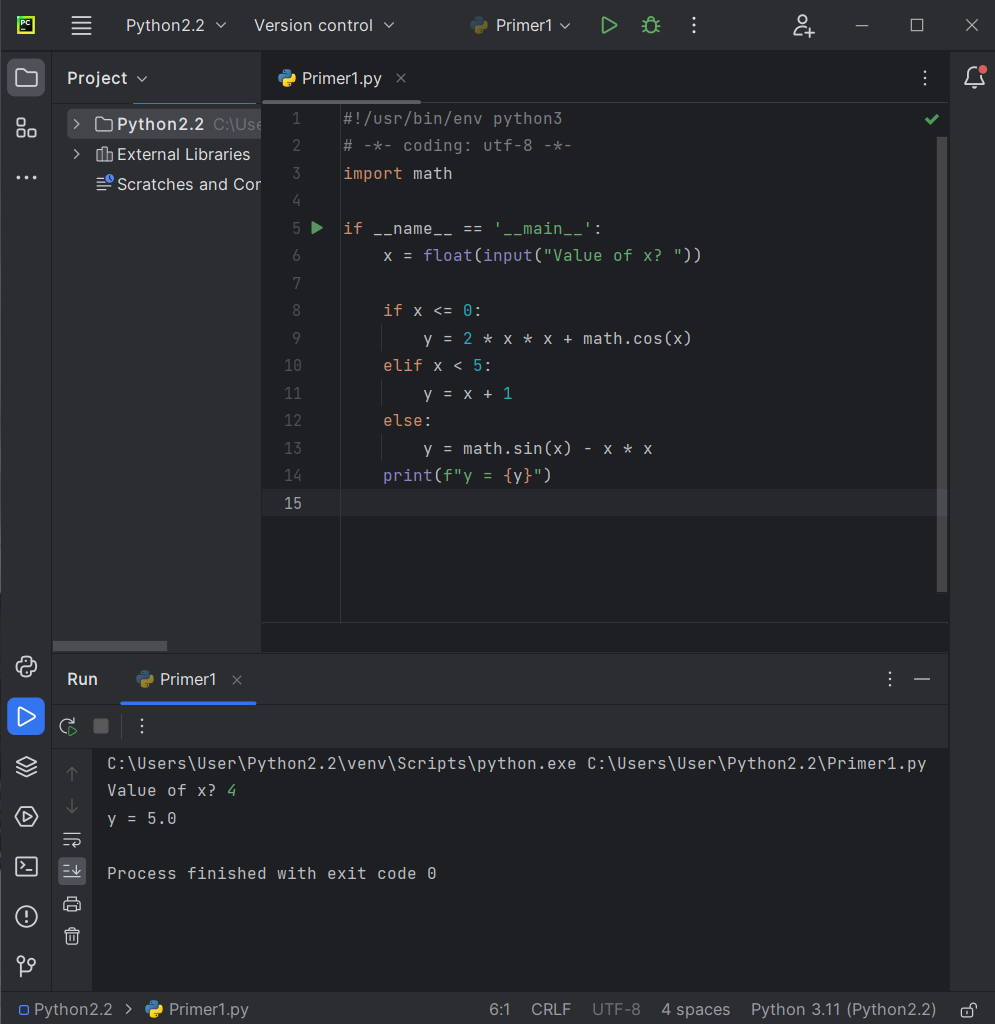 PC Python2.2 Version control Primer1
Project
Python2.2 C:\Use
External Libraries
Scratches and Cor
Primer1.py
1 #!/usr/bin/env python3
2 # -*- coding: utf-8 -*-
3 import math
4
5 if __name__ == '__main__':
6 x = float(input("Value of x? "))
7
8 if x <= 0:
9 y = 2 * x * x + math.cos(x)
10 elif x < 5:
11 y = x + 1
12 else:
13 y = math.sin(x) - x * x
14 print(f"y = {y}")
15
Run Primer1
C:\Users\User\Python2.2\venv\Scripts\python.exe C:\Users\User\Python2.2\Primer1.py
Value of x? 4
y = 5.0
Process finished with exit code 0
Python2.2 > Primer1.py 6:1 CRLF UTF-8 4 spaces Python 3.11 (Python2.2)